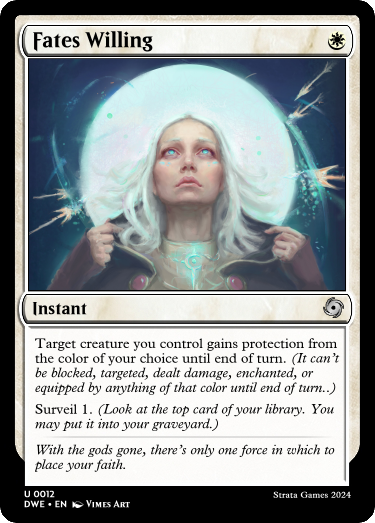 Fates Willing
Instant
Target creature you control gains protection from
the color of your choice until end of turn. (It can't
be blocked, targeted, dealt damage, enchanted, or
equipped by anything of that color until end of turn..)
Surveil 1. (Look at the top card of your library. You
may put it into your graveyard.)
With the gods gone, there's only one force in which to
place your faith.
U 0012
DWE • EN Vimes Art
Strata Games 2024